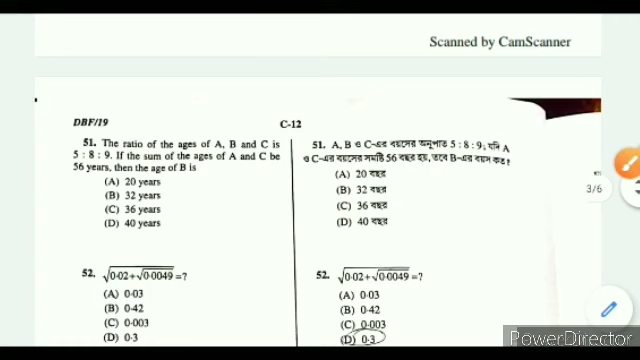 Scanned by CamScanner
DBF/19
C-12
51. The ratio of the ages of A, B and C is
5 : 8 : 9. If the sum of the ages of A and C be
56 years, then the age of B is
(A) 20 years
(B) 32 years
(C) 36 years
(D) 40 years
52. √0·02+√0·0049 =?
(A) 0·03
(B) 0·42
(C) 0·003
(D) 0·3
51. A, B ও C-এর বয়সের অনুপাত 5 : 8 : 9; যদি A
ও C-এর বয়সের সমষ্টি 56 বছর হয়, তবে B-এর বয়স কত?
(A) 20 বছর
(B) 32 বছর
(C) 36 বছর
(D) 40 বছর
52. √0·02+√0·0049 =?
(A) 0·03
(B) 0·42
(C) 0·003
(D) 0·3
3/6
PowerDirector